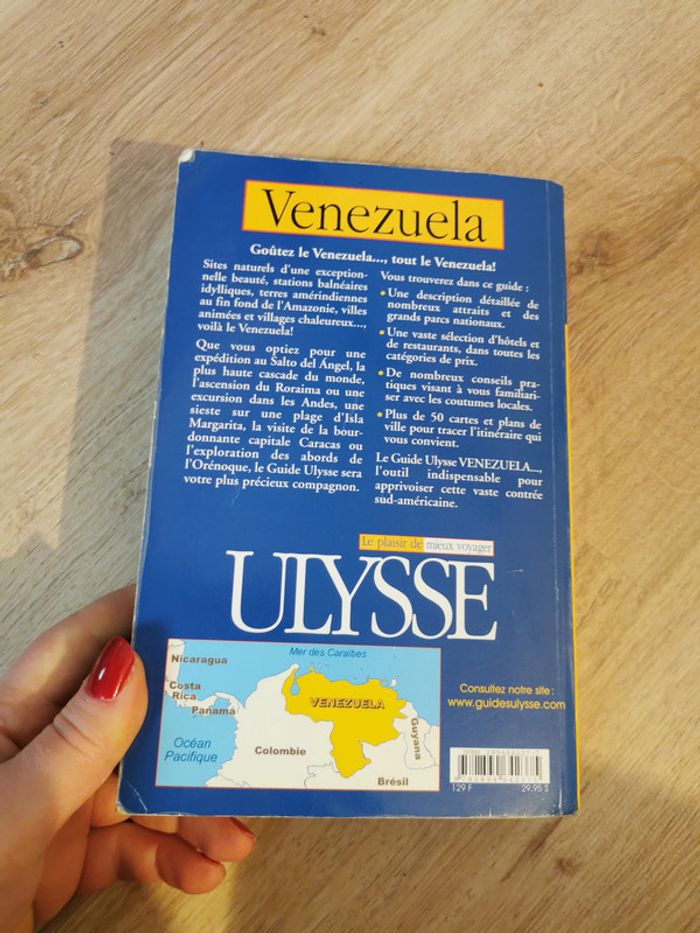 Venezuela
Goûtez le Venezuela..., tout le Venezuela!
Sites naturels d'une exception-
nelle beauté, stations balnéaires
idylliques, terres amérindiennes
au fin fond de l'Amazonie, villes
animées et villages chaleureux...,
voilà le Venezuela!
Que vous optiez pour une
expédition au Salto del Ángel, la
plus haute cascade du monde,
l'ascension du Roraima ou une
excursion dans les Andes, une
sieste sur une plage d'Isla
Margarita, la visite de la bour-
donnante capitale Caracas ou
l'exploration des abords de
l'Orénoque, le Guide Ulysse sera
votre plus précieux compagnon.
Vous trouverez dans ce guide :
• Une description détaillée de
nombreux attraits et des
grands parcs nationaux.
• Une vaste sélection d'hôtels et
de restaurants, dans toutes les
catégories de prix.
• De nombreux conseils pra-
tiques visant à vous familiari-
ser avec les coutumes locales.
• Plus de 50 cartes et plans de
ville pour tracer l'itinéraire qui
vous convient.
Le Guide Ulysse VENEZUELA...,
l'outil indispensable pour
apprivoiser cette vaste contrée
sud-américaine.
Le plaisir de mieux voyager
ULYSSE
Mer des Caraïbes
Nicaragua
Costa
Rica
Panamá
VENEZUELA
Océan
Pacifique
Colombie
Guyana
Brésil
Consultez notre site :
www.guidesulysse.com
129 F
29.95 $